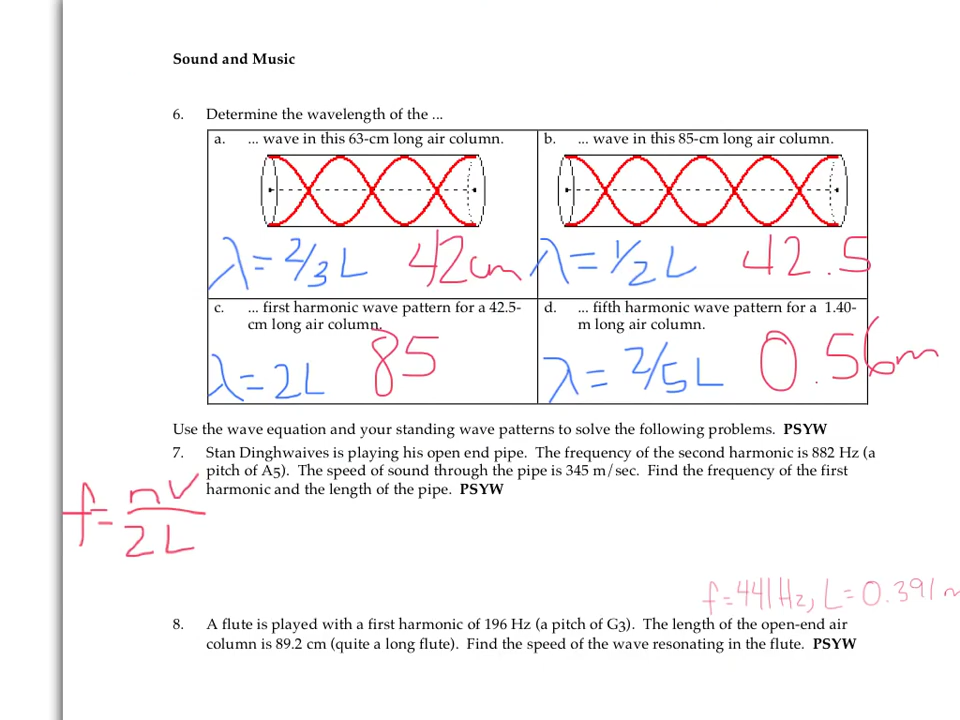 Sound and Music
6. Determine the wavelength of the ...
a. ... wave in this 63-cm long air column.
λ = 2/3 L 42cm
b. ... wave in this 85-cm long air column.
λ = 1/2 L 42.5
c. ... first harmonic wave pattern for a 42.5-
cm long air column.
λ = 2L 85
d. ... fifth harmonic wave pattern for a 1.40-
m long air column.
λ = 2/5 L 0.56m
Use the wave equation and your standing wave patterns to solve the following problems. PSYW
7. Stan Dinghwaives is playing his open end pipe. The frequency of the second harmonic is 882 Hz (a
pitch of A5). The speed of sound through the pipe is 345 m/sec. Find the frequency of the first
harmonic and the length of the pipe. PSYW
f = nv
2L
f=441Hz, L=0.391 m
8. A flute is played with a first harmonic of 196 Hz (a pitch of G3). The length of the open-end air
column is 89.2 cm (quite a long flute). Find the speed of the wave resonating in the flute. PSYW